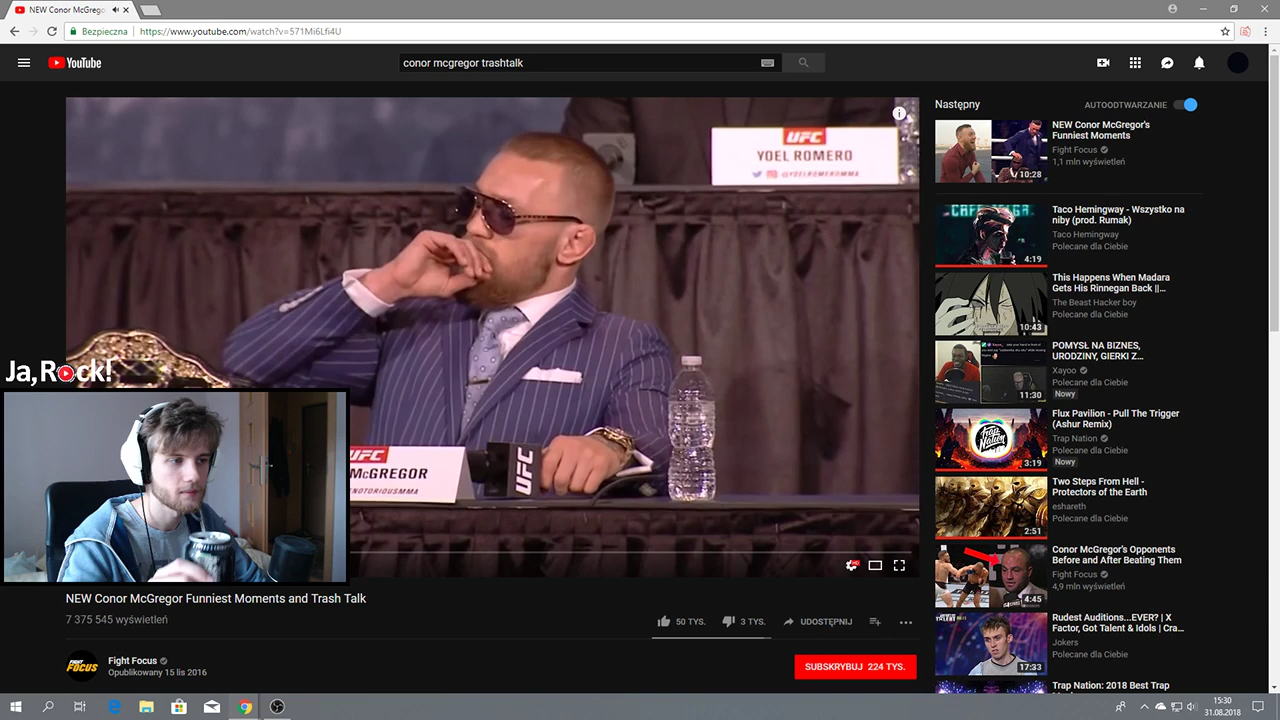 NEW Conor McGrego
Bezpieczna
https://www.youtube.com/watch?v=571Mi6Lfi4U
YouTube
conor mcgregor trashtalk
UFC
YOEL ROMERO
@YOELROMEROMMA
UFC
McGREGOR
NOTORIOUSMMA
UFC
Ja,Rock!
HD
NEW Conor McGregor Funniest Moments and Trash Talk
7 375 545 wyświetleń
50 TYS.
3 TYS.
UDOSTĘPNIJ
FIGHT
FOCUS
Fight Focus
Opublikowany 15 lis 2016
SUBSKRYBUJ 224 TYS.
Następny
AUTOODTWARZANIE
10:28
NEW Conor McGregor's
Funniest Moments
Fight Focus
1,1 mln wyświetleń
4:19
Taco Hemingway - Wszystko na
niby (prod. Rumak)
Taco Hemingway
Polecane dla Ciebie
10:43
This Happens When Madara
Gets His Rinnegan Back ||...
The Beast Hacker boy
Polecane dla Ciebie
11:30
POMYSŁ NA BIZNES,
URODZINY, GIERKI Z...
Xayoo
Polecane dla Ciebie
Nowy
Trap
Nation
3:19
Flux Pavilion - Pull The Trigger
(Ashur Remix)
Trap Nation
Polecane dla Ciebie
Nowy
2:51
Two Steps From Hell -
Protectors of the Earth
eshareth
Polecane dla Ciebie
4:45
Conor McGregor's Opponents
Before and After Beating Them
Fight Focus
4,9 mln wyświetleń
17:33
Rudest Auditions...EVER? | X
Factor, Got Talent & Idols | Cra...
Jokers
Polecane dla Ciebie
Trap Nation: 2018 Best Trap
15:30
31.08.2018